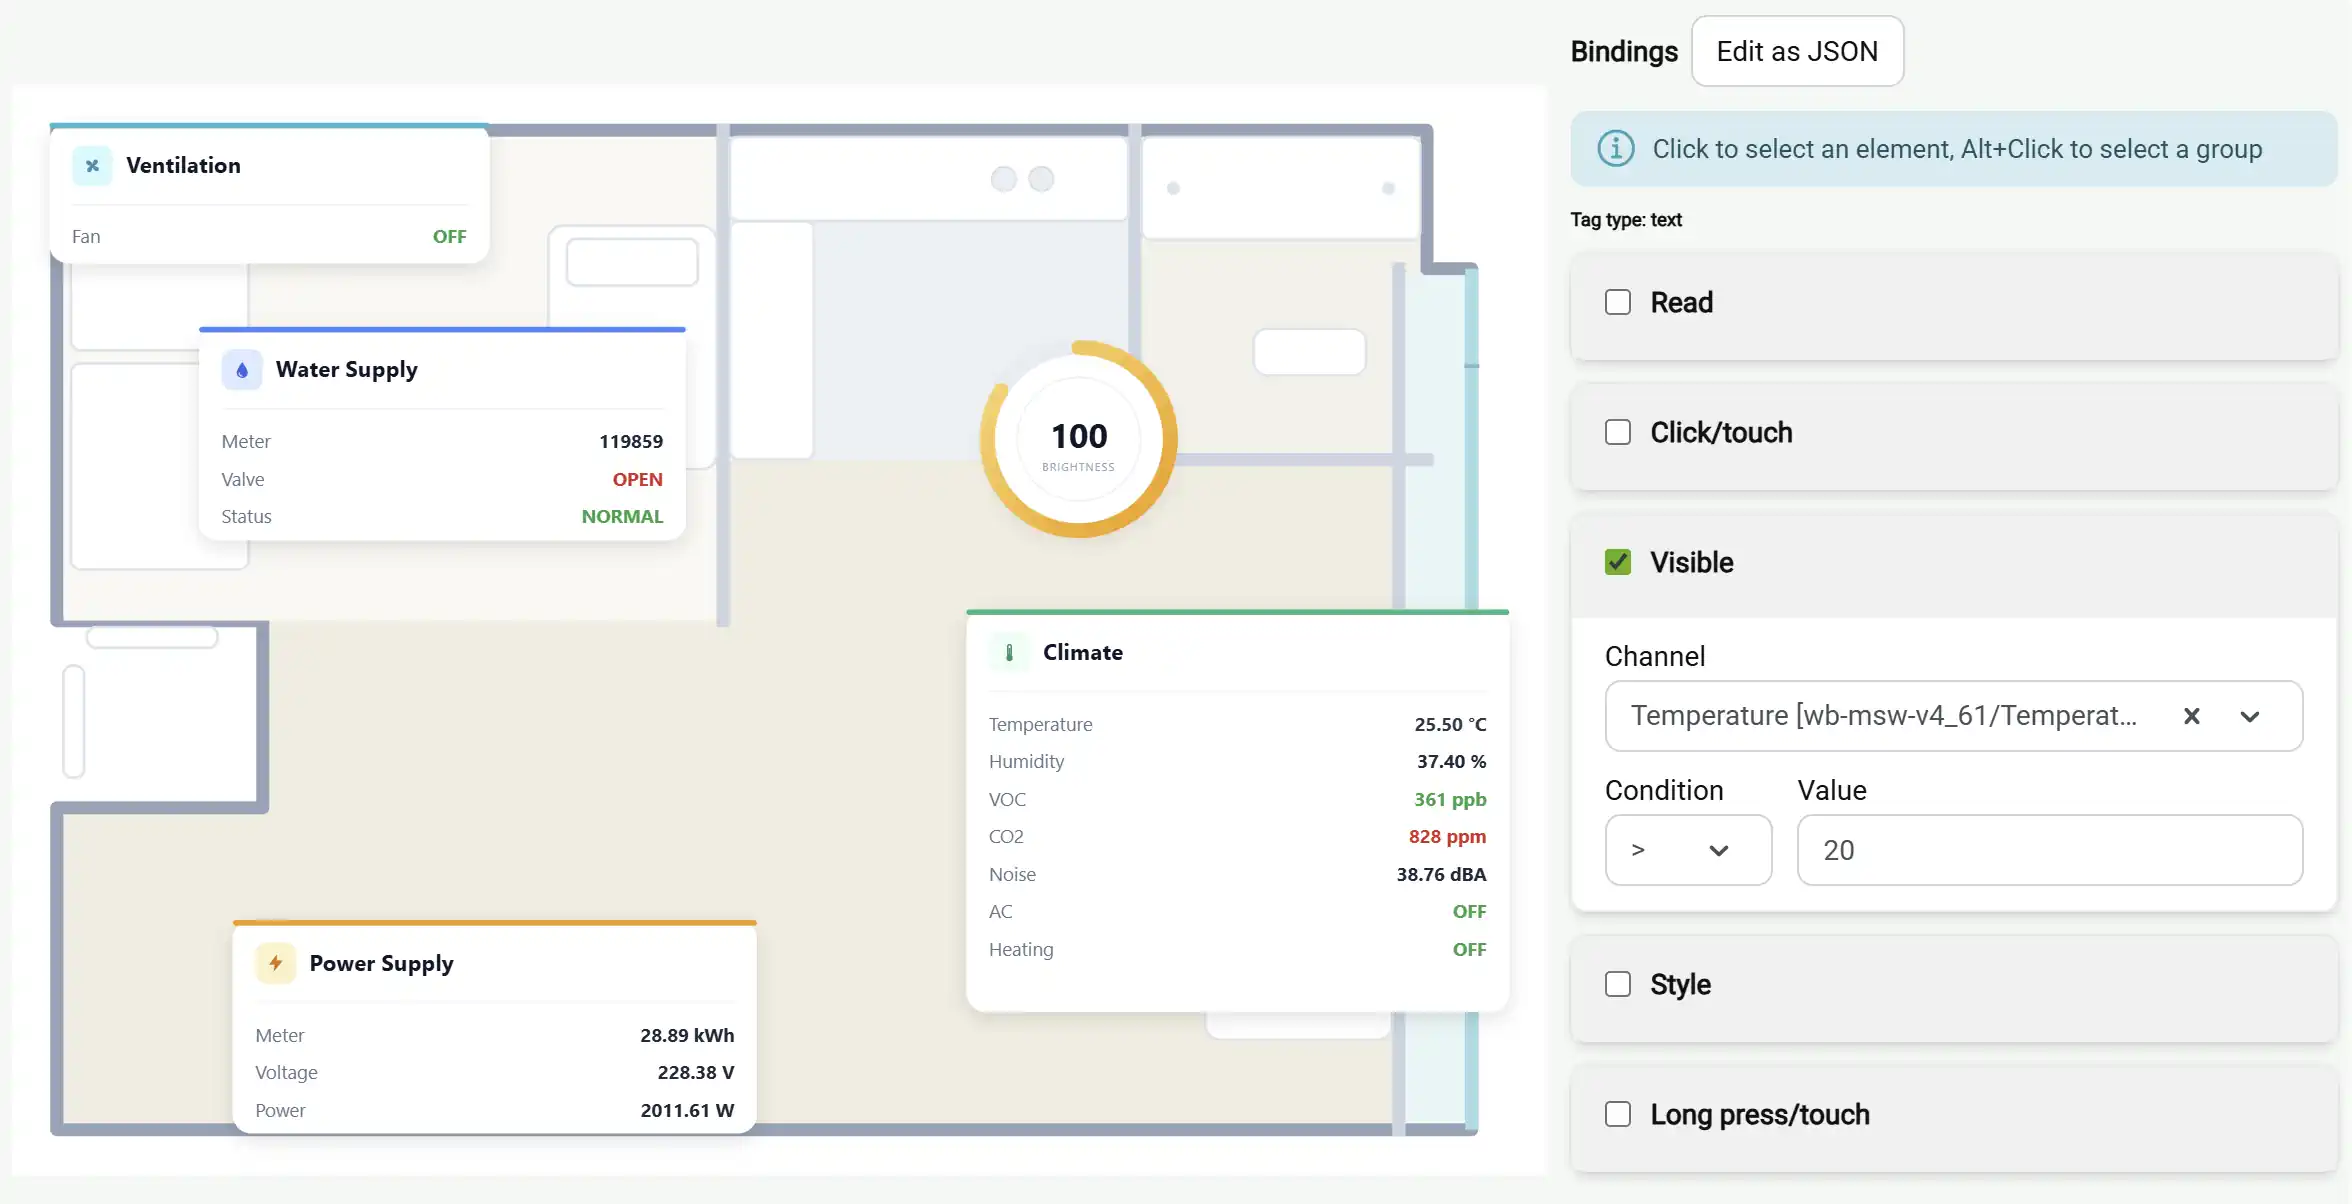 Ventilation
Fan OFF
Water Supply
Meter 119859
Valve OPEN
Status NORMAL
100
BRIGHTNESS
Climate
Temperature 25.50 °C
Humidity 37.40 %
VOC 361 ppb
CO2 828 ppm
Noise 38.76 dBA
AC OFF
Heating OFF
Power Supply
Meter 28.89 kWh
Voltage 228.38 V
Power 2011.61 W
Bindings Edit as JSON
Click to select an element, Alt+Click to select a group
Tag type: text
Read
Click/touch
Visible
Channel
Temperature [wb-msw-v4_61/Temperat...
Condition Value
> 20
Style
Long press/touch